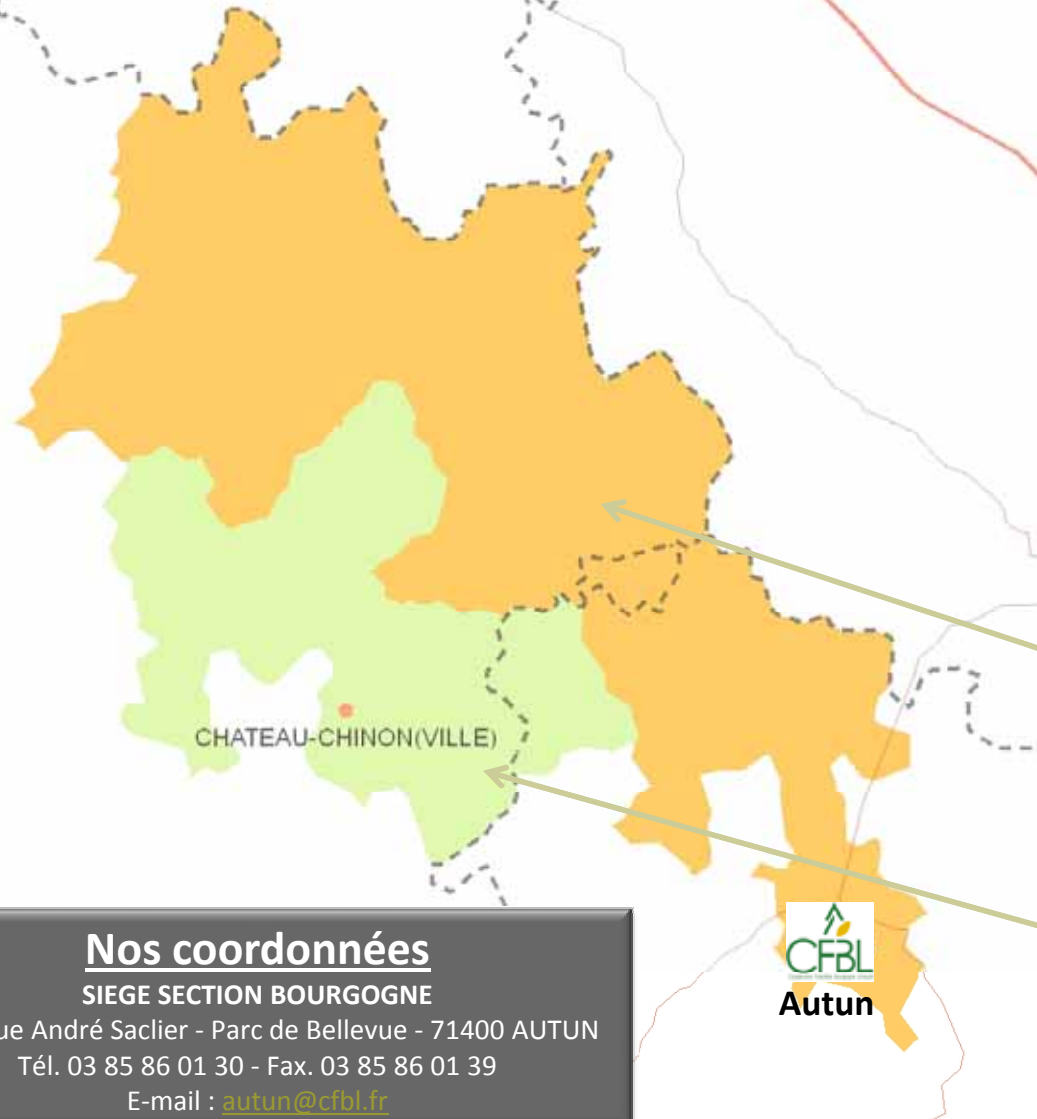 CHATEAU-CHINON(VILLE)
CFBL
Autun
Nos coordonnées
SIEGE SECTION BOURGOGNE
ue André Saclier - Parc de Bellevue - 71400 AUTUN
Tél. 03 85 86 01 30 - Fax. 03 85 86 01 39
E-mail : autun@cfbl.fr